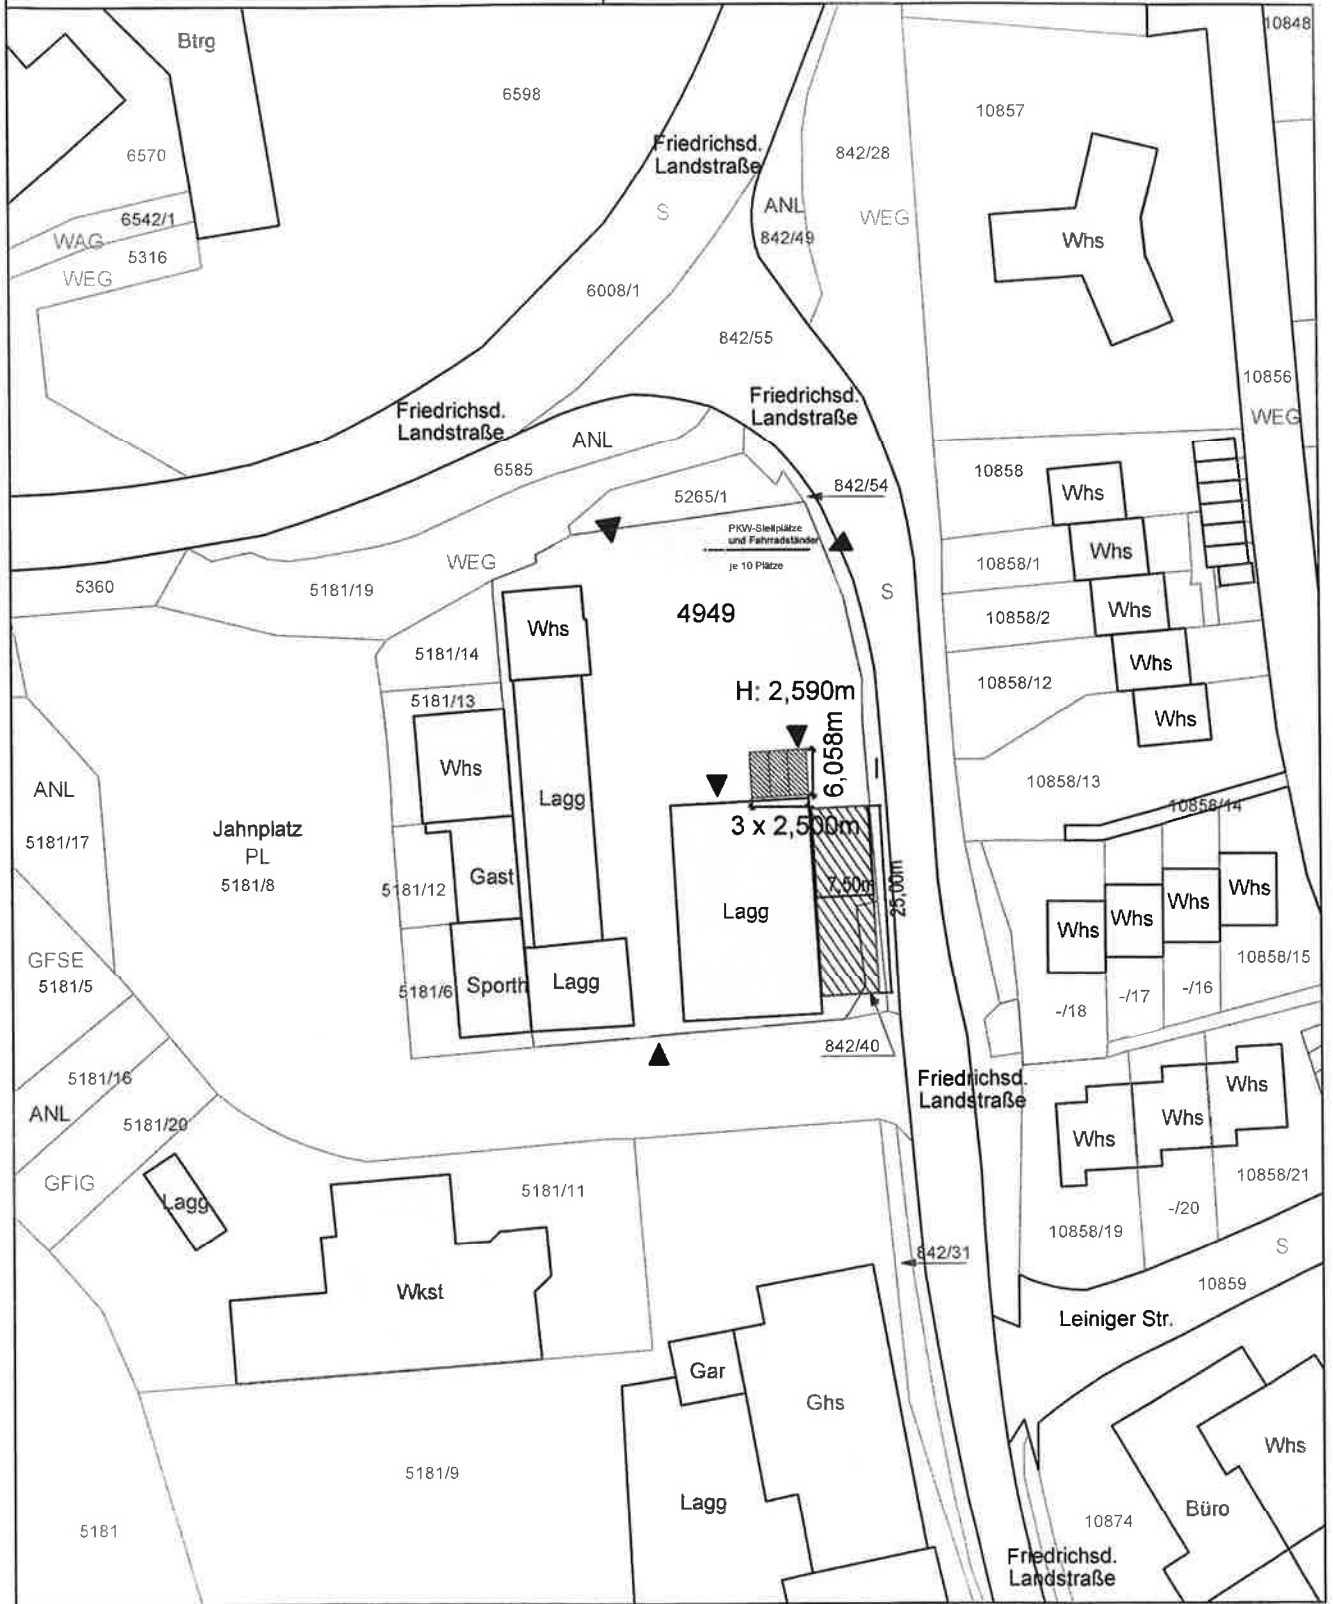 Btrg
6598
10848
10857
Friedrichsd.
Landstraße
842/28
6570
S
ANL
842/49
WEG
6542/1
WAG
5316
WEG
Whs
6008/1
842/55
10856
WEG
Friedrichsd.
Landstraße
Friedrichsd.
Landstraße
ANL
6585
10858
842/54
Whs
5265/1
PKW-Stellplätze
und Fahrradständer
je 10 Plätze
WEG
Whs
10858/1
5360
5181/19
S
4949
Whs
10858/2
Whs
5181/14
Whs
10858/12
5181/13
H: 2,590m
Whs
6,058m
Whs
ANL
Lagg
10858/13
10858/14
Jahnplatz
PL
5181/8
5181/17
3 x 2,500m
5181/12
Gast
7,50m
25,00m
Lagg
Whs
Whs
Whs
Whs
GFSE
5181/5
5181/6
Sporth
Lagg
10858/15
-/16
-/17
-/18
842/40
5181/16
ANL
5181/20
Friedrichsd.
Landstraße
Whs
Whs
Whs
GFIG
Lagg
5181/11
10858/21
-/20
10858/19
842/31
S
10859
Wkst
Leiniger Str.
Gar
Ghs
Whs
5181/9
Lagg
Büro
5181
10874
Friedrichsd.
Landstraße